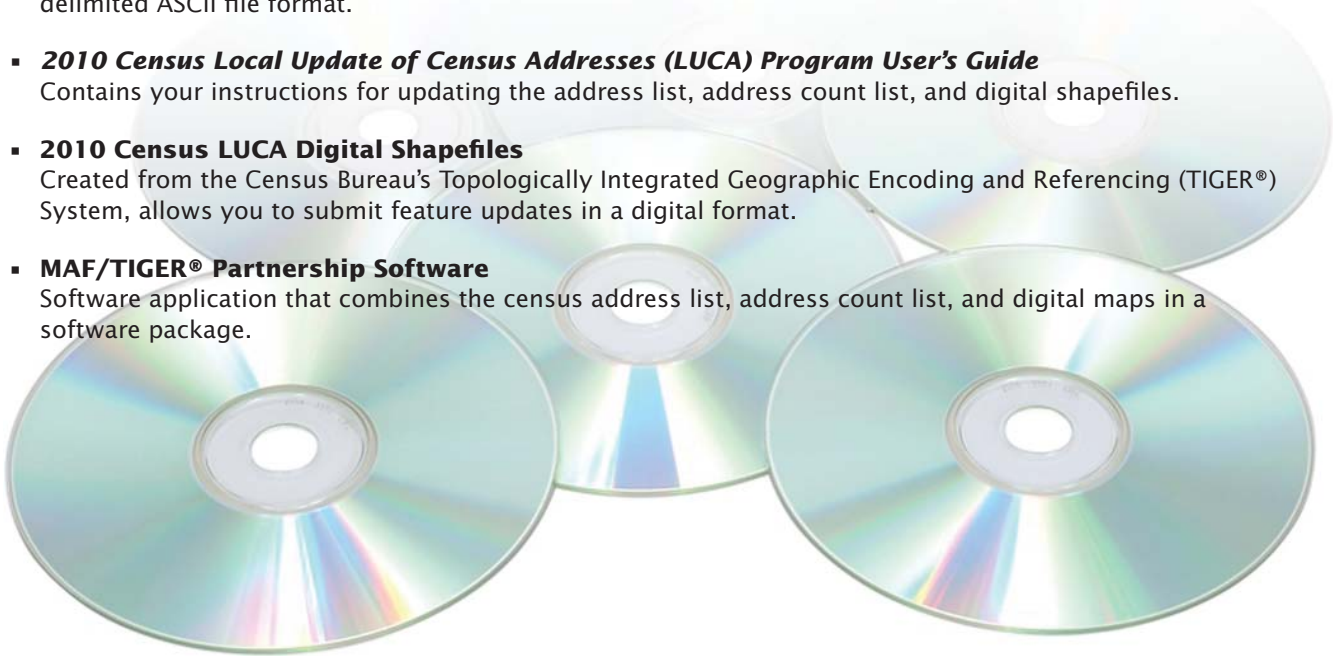 delimited ASCII file format.
▪ 2010 Census Local Update of Census Addresses (LUCA) Program User’s Guide
Contains your instructions for updating the address list, address count list, and digital shapefiles.
▪ 2010 Census LUCA Digital Shapefiles
Created from the Census Bureau’s Topologically Integrated Geographic Encoding and Referencing (TIGER®)
System, allows you to submit feature updates in a digital format.
▪ MAF/TIGER® Partnership Software
Software application that combines the census address list, address count list, and digital maps in a
software package.